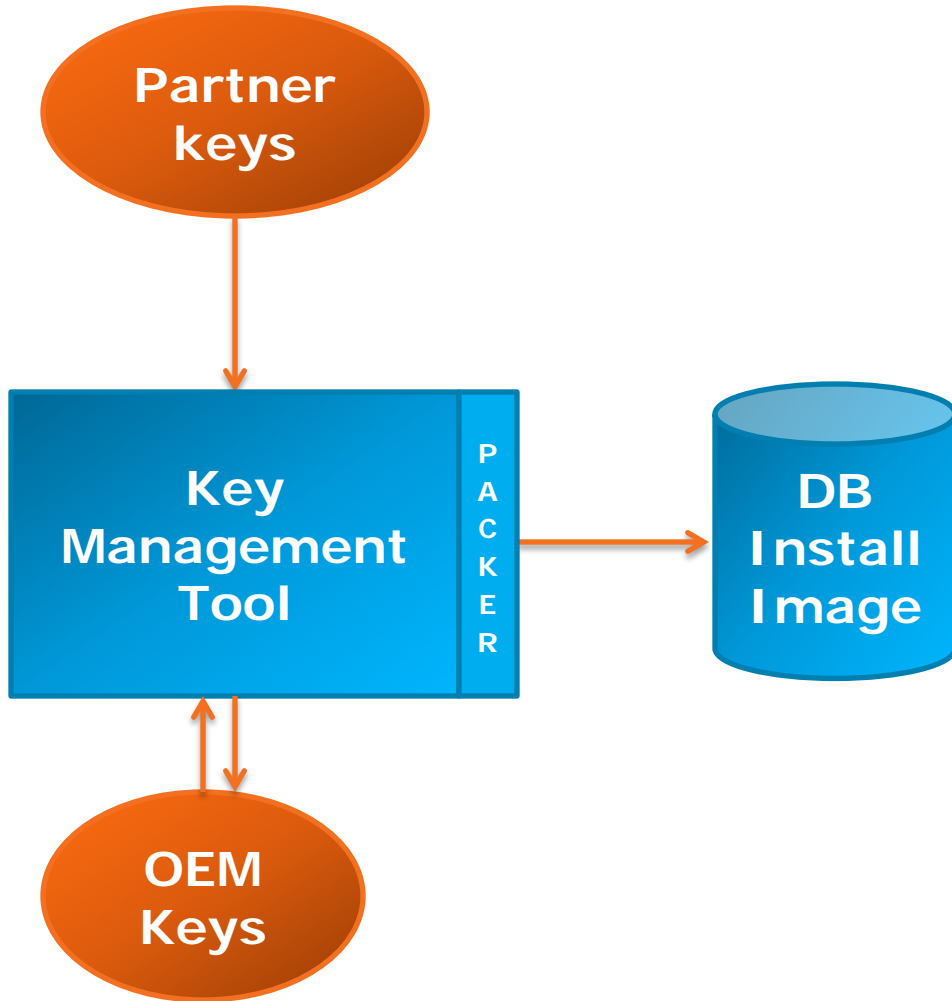 Partner
keys
Key
Management
Tool
P
A
C
K
E
R
DB
Install
Image
OEM
Keys